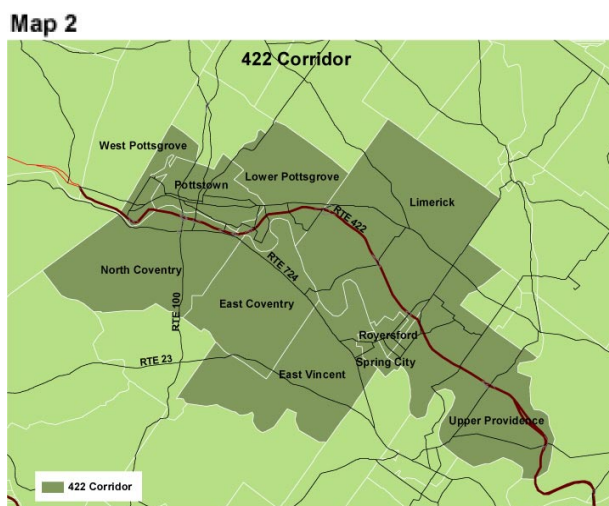 Map 2
422 Corridor
West Pottsgrove
Pottstown
Lower Pottsgrove
Limerick
RTE 422
North Coventry
RTE 724
East Coventry
RTE 100
Royersford
RTE 23
Spring City
East Vincent
Upper Providence
422 Corridor